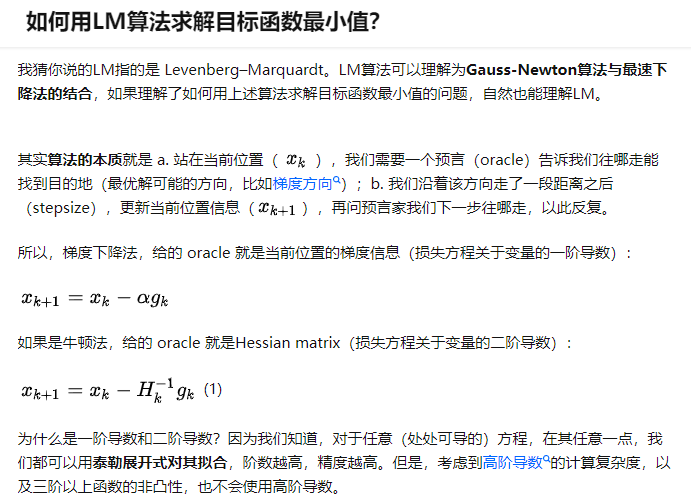 如何用LM算法求解目标函数最小值？
我猜你说的LM指的是 Levenberg–Marquardt。LM算法可以理解为Gauss-Newton算法与最速下
降法的结合，如果理解了如何用上述算法求解目标函数最小值的问题，自然也能理解LM。
其实算法的本质就是 a. 站在当前位置（ x_k ），我们需要一个预言（oracle）告诉我们往哪走能
找到目的地（最优解可能的方向，比如梯度方向）；b. 我们沿着该方向走了一段距离之后
（stepsize），更新当前位置信息（ x_{k+1} ），再问预言家我们下一步往哪走，以此反复。
所以，梯度下降法，给的 oracle 就是当前位置的梯度信息（损失方程关于变量的一阶导数）：
x_{k+1} = x_k − αg_k
如果是牛顿法，给的 oracle 就是Hessian matrix（损失方程关于变量的二阶导数）：
x_{k+1} = x_k − H_k^{−1} g_k（1）
为什么是一阶导数和二阶导数？因为我们知道，对于任意（处处可导的）方程，在其任意一点，我
们都可以用泰勒展开式对其拟合，阶数越高，精度越高。但是，考虑到高阶导数的计算复杂度，以
及三阶以上函数的非凸性，也不会使用高阶导数。